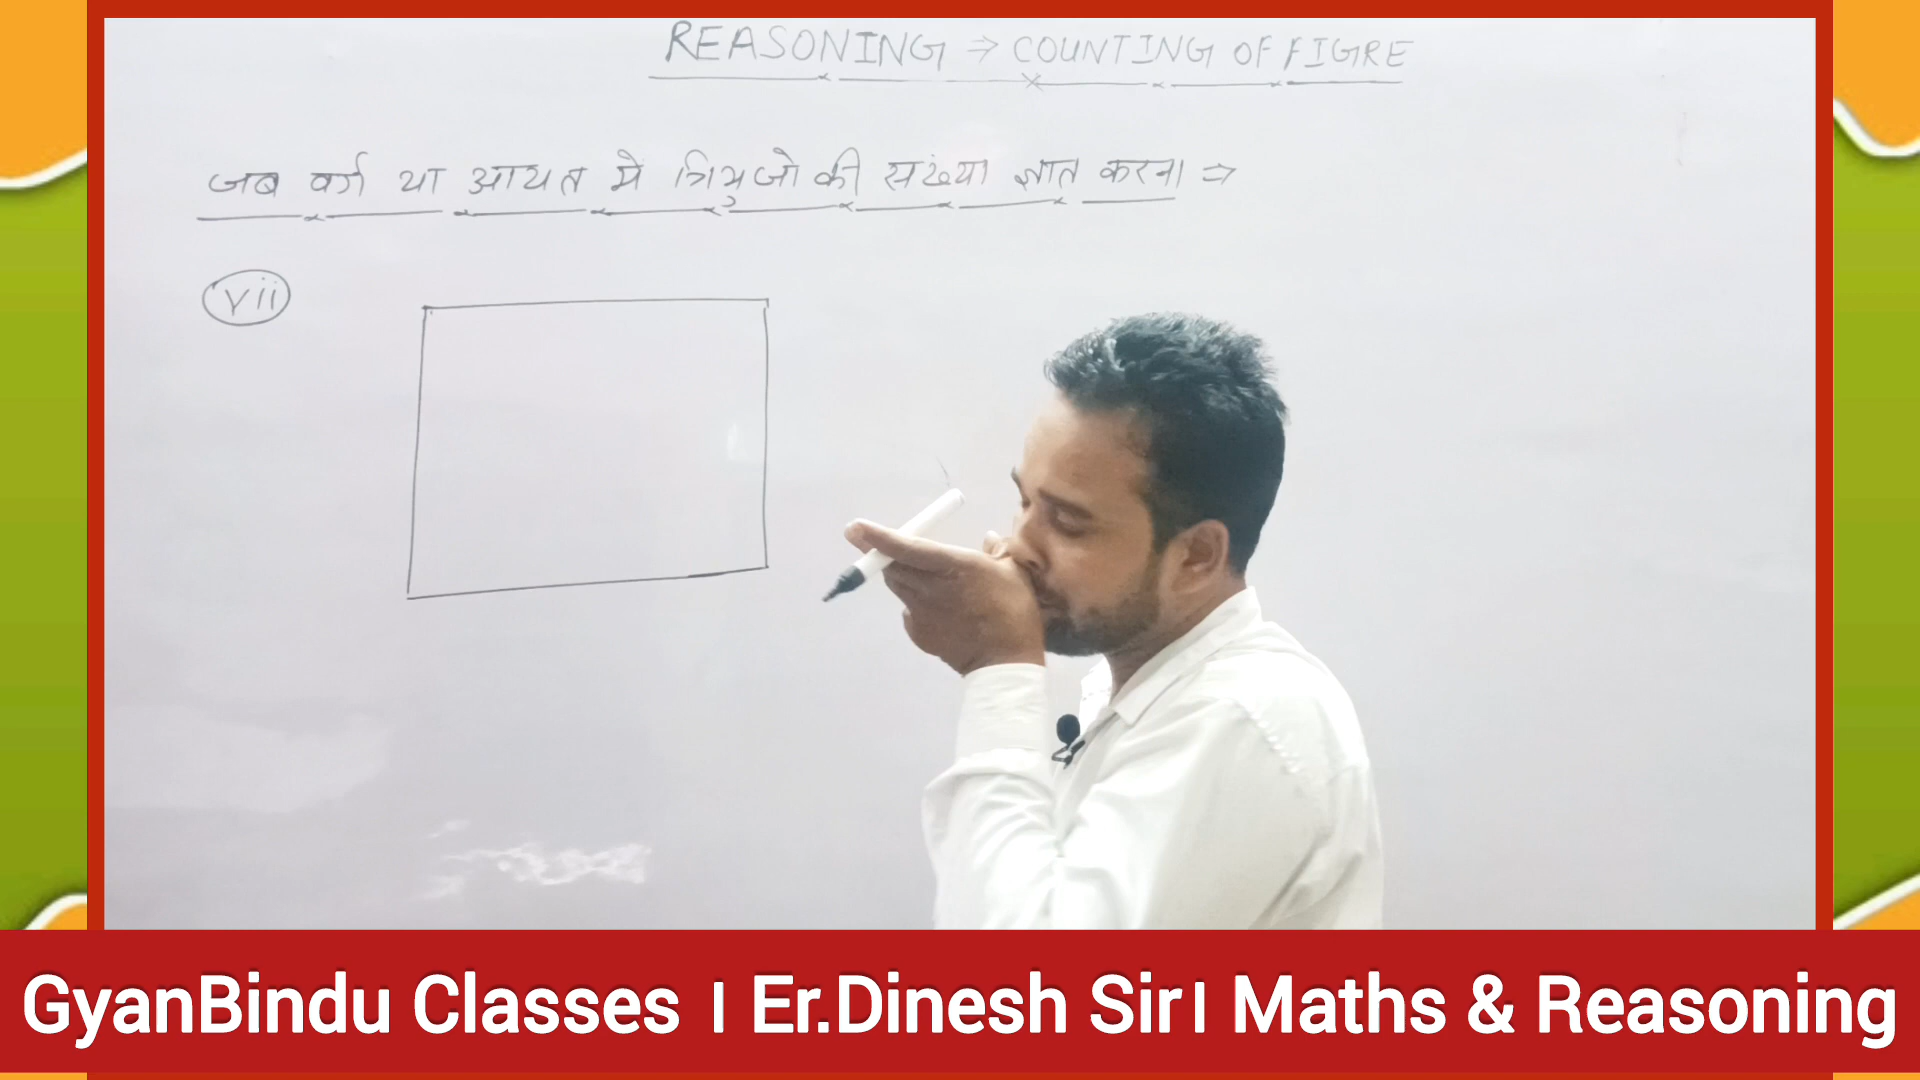 REASONING ⇒ COUNTING OF FIGRE
जब वर्ग या आयत मे त्रिभुजो की सखंया ज्ञात करना ⇒
vii
GyanBindu Classes । Er.Dinesh Sir। Maths & Reasoning